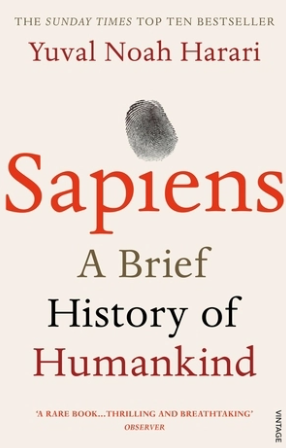 THE SUNDAY TIMES TOP TEN BESTSELLER
Yuval Noah Harari
Sapiens
A Brief
History of
Humankind
'A RARE BOOK...THRILLING AND BREATHTAKING'
OBSERVER
VINTAGE